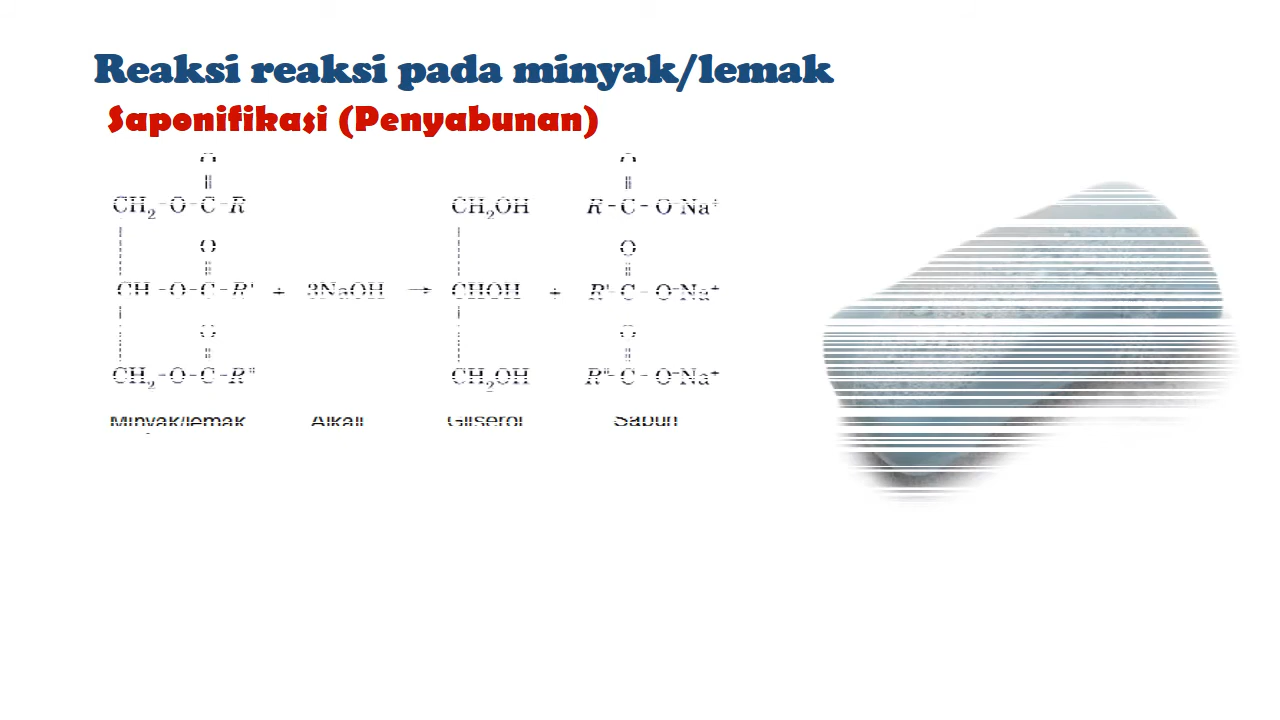 Reaksi reaksi pada minyak/lemak
Saponifikasi (Penyabunan)
O O
CH₂ - O - C - R CH₂OH R - C - O⁻Na⁺
O O
CH - O - C - R' + 3NaOH → CHOH + R' - C - O⁻Na⁺
O O
CH₂ - O - C - R" CH₂OH R" - C - O⁻Na⁺
Minyak/lemak Alkali Gliserol Sabun